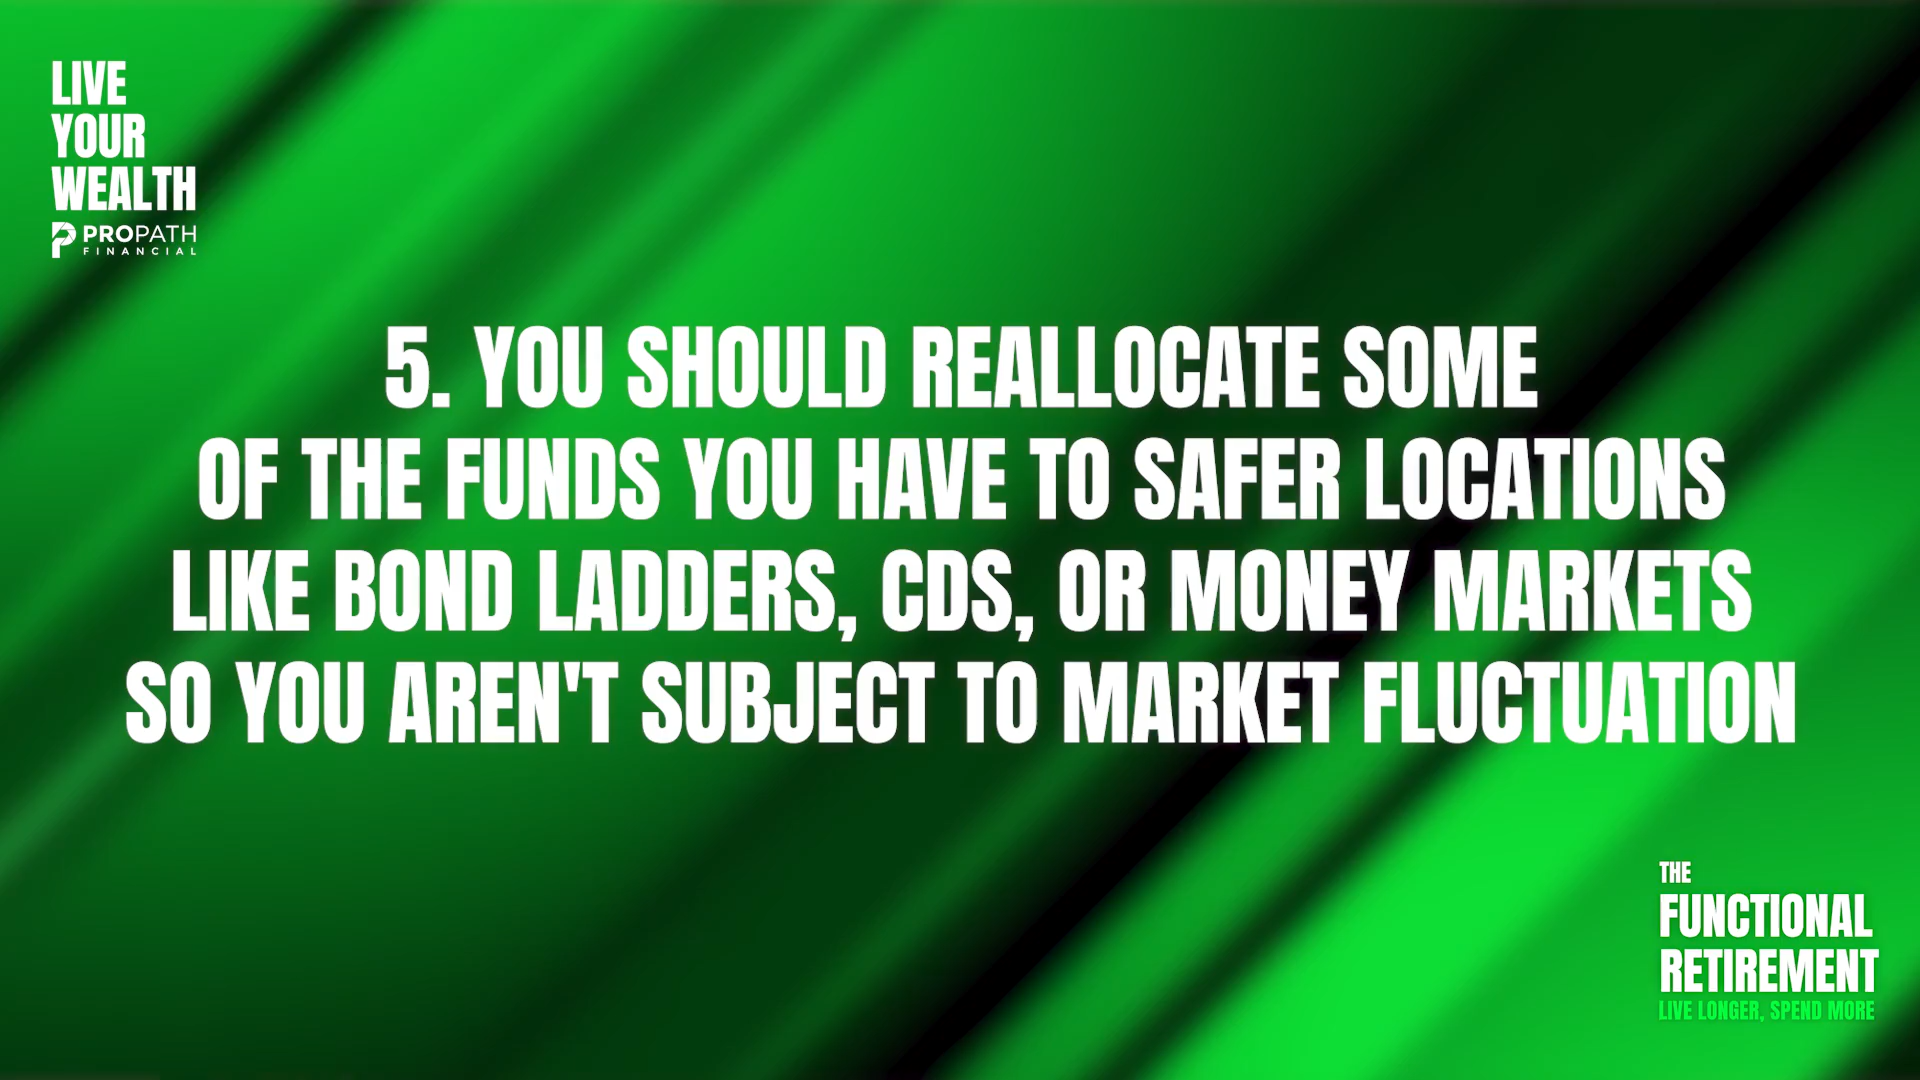 LIVE
YOUR
WEALTH
PROPATH
FINANCIAL
5. YOU SHOULD REALLOCATE SOME
OF THE FUNDS YOU HAVE TO SAFER LOCATIONS
LIKE BOND LADDERS, CDS, OR MONEY MARKETS
SO YOU AREN'T SUBJECT TO MARKET FLUCTUATION
THE
FUNCTIONAL
RETIREMENT
LIVE LONGER, SPEND MORE